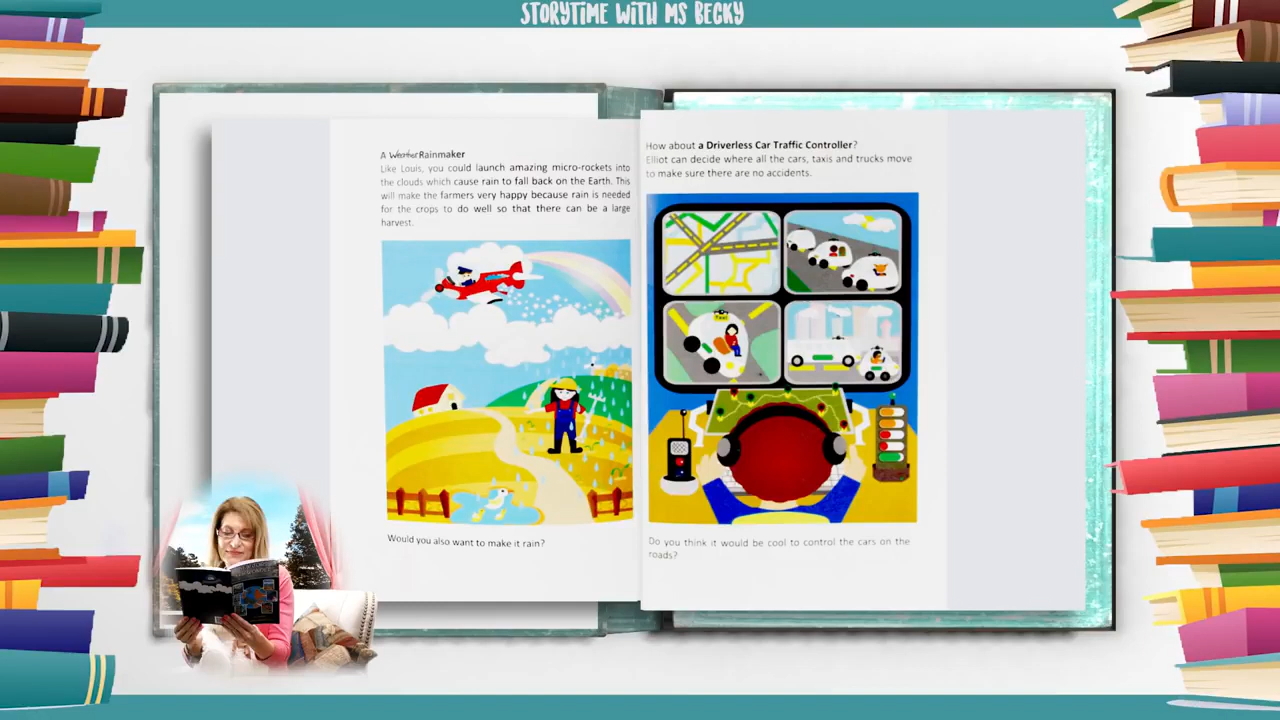 STORYTIME WITH MS BECKY
A Weather Rainmaker
Like Louis, you could launch amazing micro-rockets into
the clouds which cause rain to fall back on the Earth. This
will make the farmers very happy because rain is needed
for the crops to do well so that there can be a large
harvest.
Would you also want to make it rain?
How about a Driverless Car Traffic Controller?
Elliot can decide where all the cars, taxis and trucks move
to make sure there are no accidents.
TAXI
Do you think it would be cool to control the cars on the
roads?